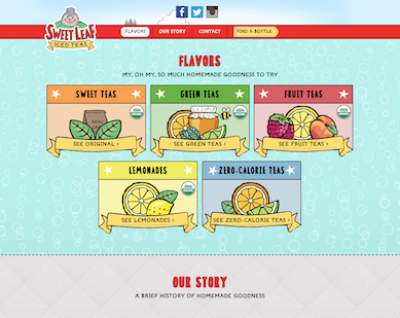 SWEET LEAF
ICED TEAS
FLAVORS
OUR STORY
CONTACT
FIND A BOTTLE
FLAVORS
MY, OH MY, SO MUCH HOMEMADE GOODNESS TO TRY
SWEET TEAS
GREEN TEAS
FRUIT TEAS
SEE ORIGINAL ›
SEE GREEN TEAS ›
SEE FRUIT TEAS ›
LEMONADES
ZERO-CALORIE TEAS
SEE LEMONADES ›
SEE ZERO-CALORIE TEAS ›
OUR STORY
A BRIEF HISTORY OF HOMEMADE GOODNESS